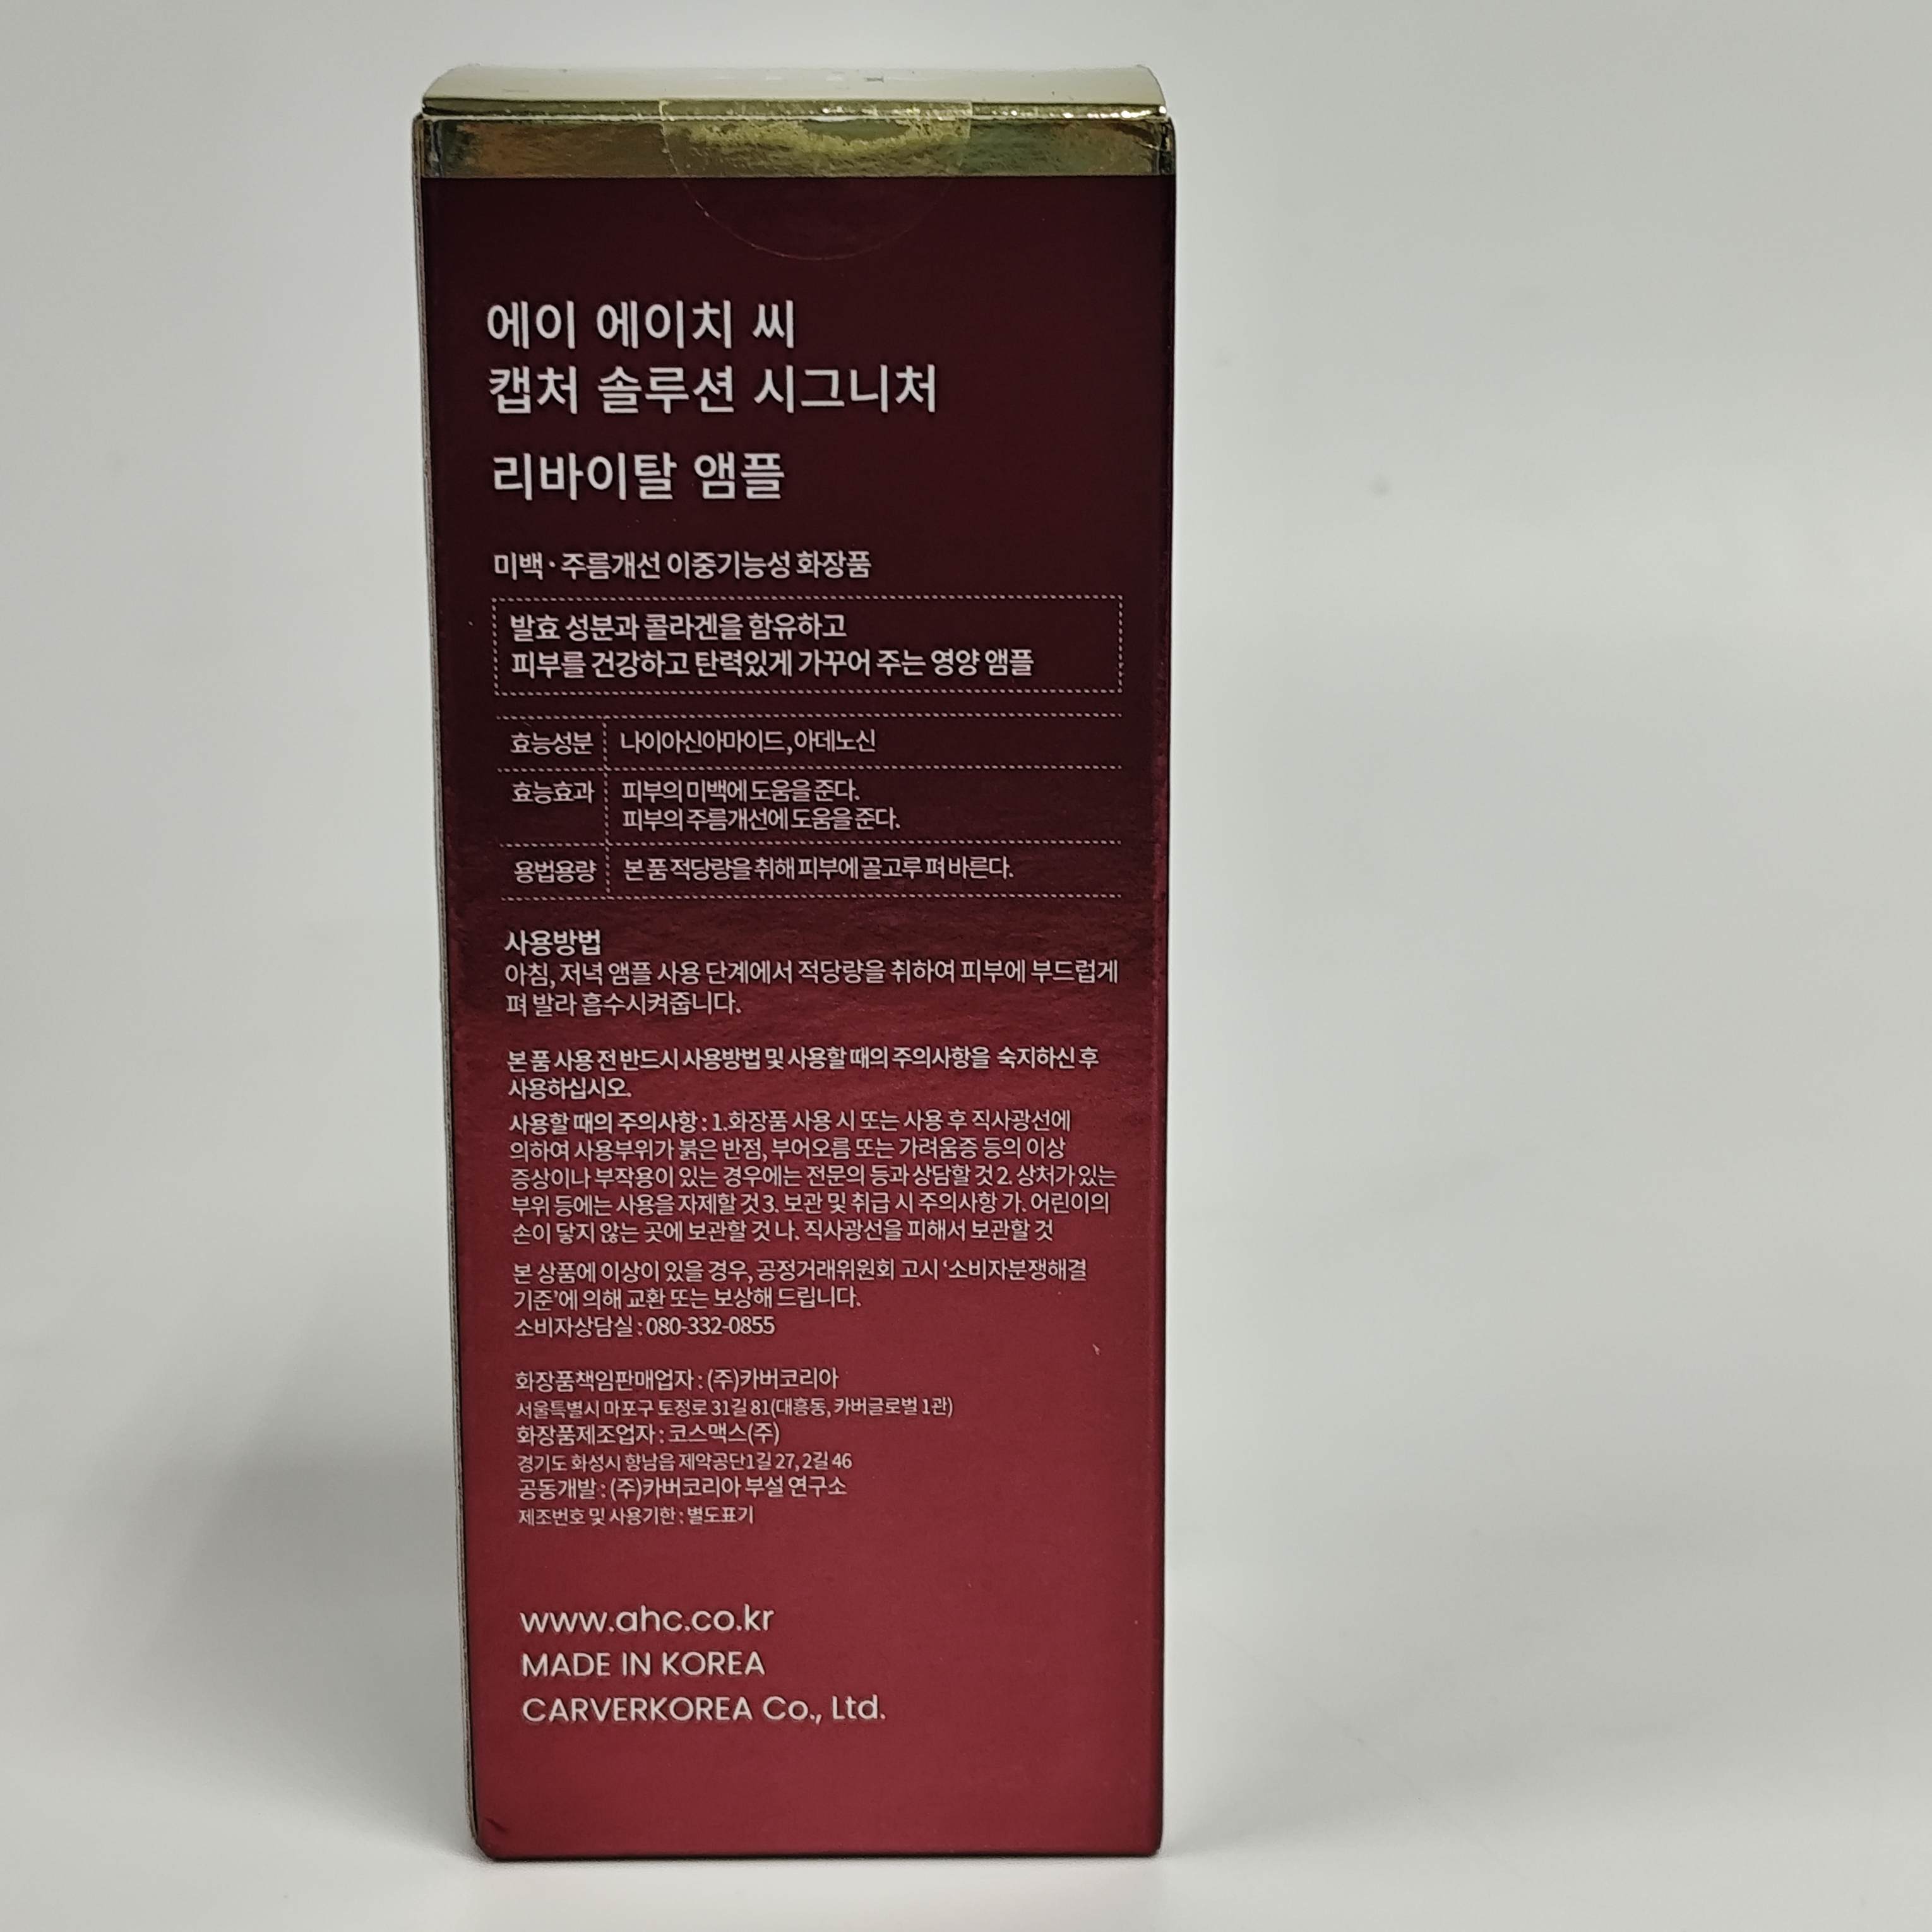 에이 에이치 씨
캡처 솔루션 시그니처
리바이탈 앰플
미백·주름개선 이중기능성 화장품
발효 성분과 콜라겐을 함유하고
피부를 건강하고 탄력있게 가꾸어 주는 영양 앰플
효능성분 나이아신아마이드, 아데노신
효능효과 피부의 미백에 도움을 준다.
피부의 주름개선에 도움을 준다.
용법용량 본 품 적당량을 취해 피부에 골고루 펴 바른다.
사용방법
아침, 저녁 앰플 사용 단계에서 적당량을 취하여 피부에 부드럽게
펴 발라 흡수시켜줍니다.
본 품 사용 전 반드시 사용방법 및 사용할 때의 주의사항을 숙지하신 후
사용하십시오.
사용할 때의 주의사항 : 1.화장품 사용 시 또는 사용 후 직사광선에
의하여 사용부위가 붉은 반점, 부어오름 또는 가려움증 등의 이상
증상이나 부작용이 있는 경우에는 전문의 등과 상담할 것 2. 상처가 있는
부위 등에는 사용을 자제할 것 3. 보관 및 취급 시 주의사항 가. 어린이의
손이 닿지 않는 곳에 보관할 것 나. 직사광선을 피해서 보관할 것
본 상품에 이상이 있을 경우, 공정거래위원회 고시 ‘소비자분쟁해결
기준’에 의해 교환 또는 보상해 드립니다.
소비자상담실 : 080-332-0855
화장품책임판매업자 : (주)카버코리아
서울특별시 마포구 토정로 31길 81(대흥동, 카버글로벌 1관)
화장품제조업자 : 코스맥스(주)
경기도 화성시 향남읍 제약공단1길 27, 2길 46
공동개발 : (주)카버코리아 부설 연구소
제조번호 및 사용기한 : 별도표기
www.ahc.co.kr
MADE IN KOREA
CARVERKOREA Co., Ltd.